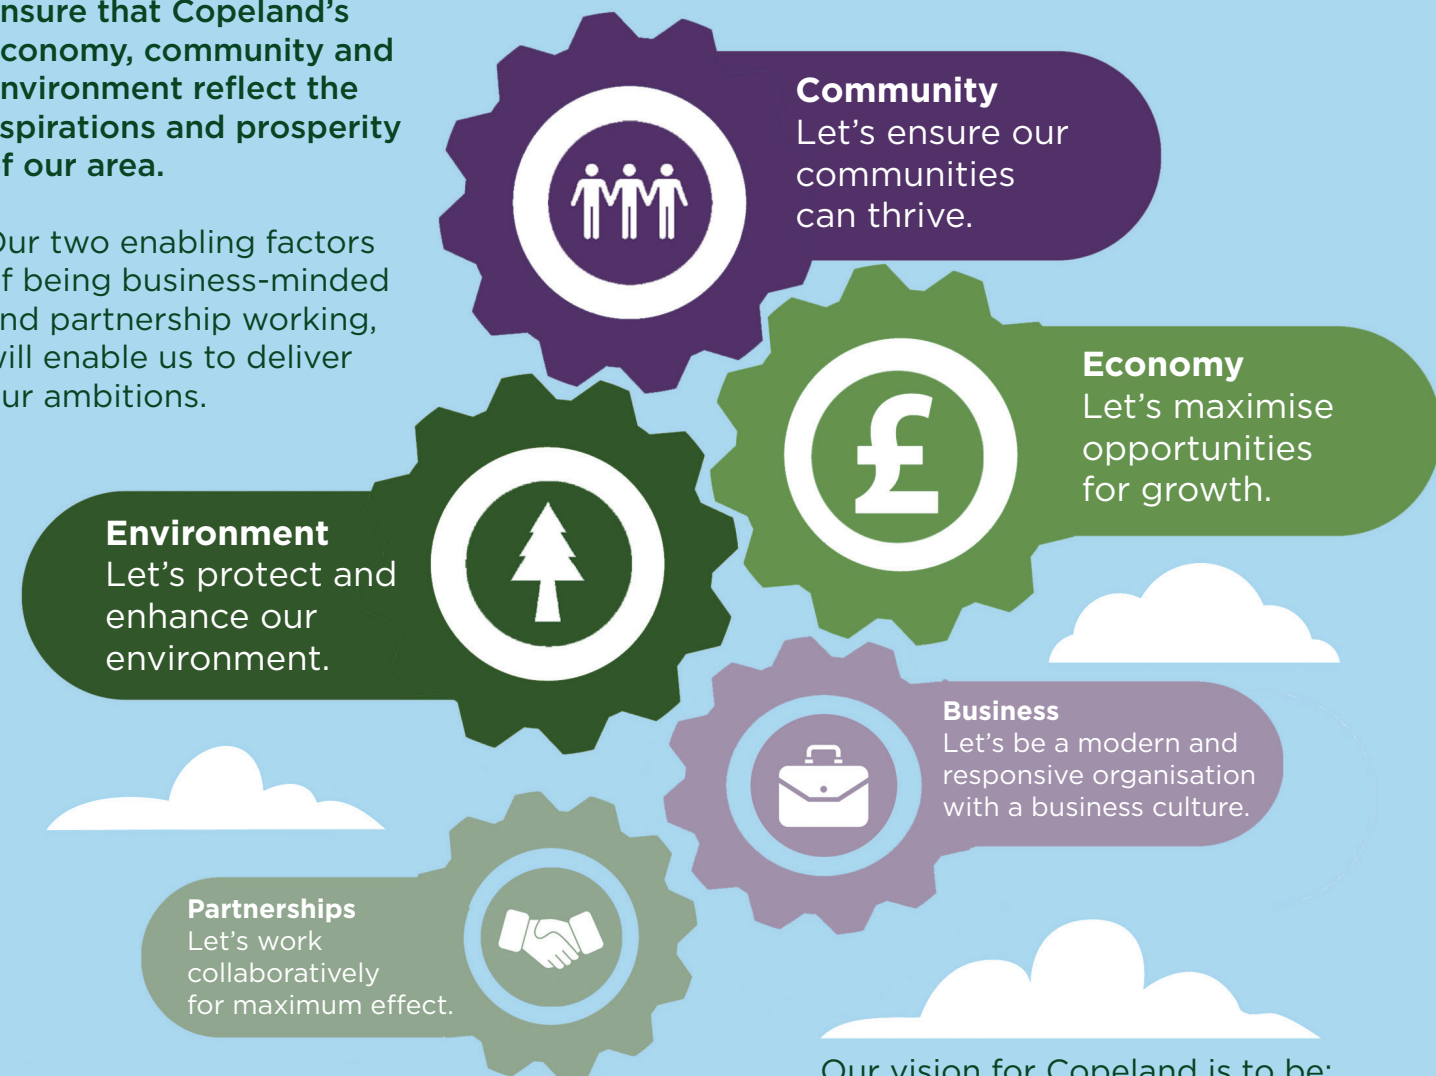 nsure that Copeland's
conomy, community and
nvironment reflect the
spirations and prosperity
f our area.
ur two enabling factors
f being business-minded
nd partnership working,
ill enable us to deliver
ur ambitions.
Community
Let's ensure our
communities
can thrive.
Economy
Let's maximise
opportunities
for growth.
Environment
Let's protect and
enhance our
environment.
Business
Let's be a modern and
responsive organisation
with a business culture.
Partnerships
Let's work
collaboratively
for maximum effect.
£
Our vision for Copeland is to be: